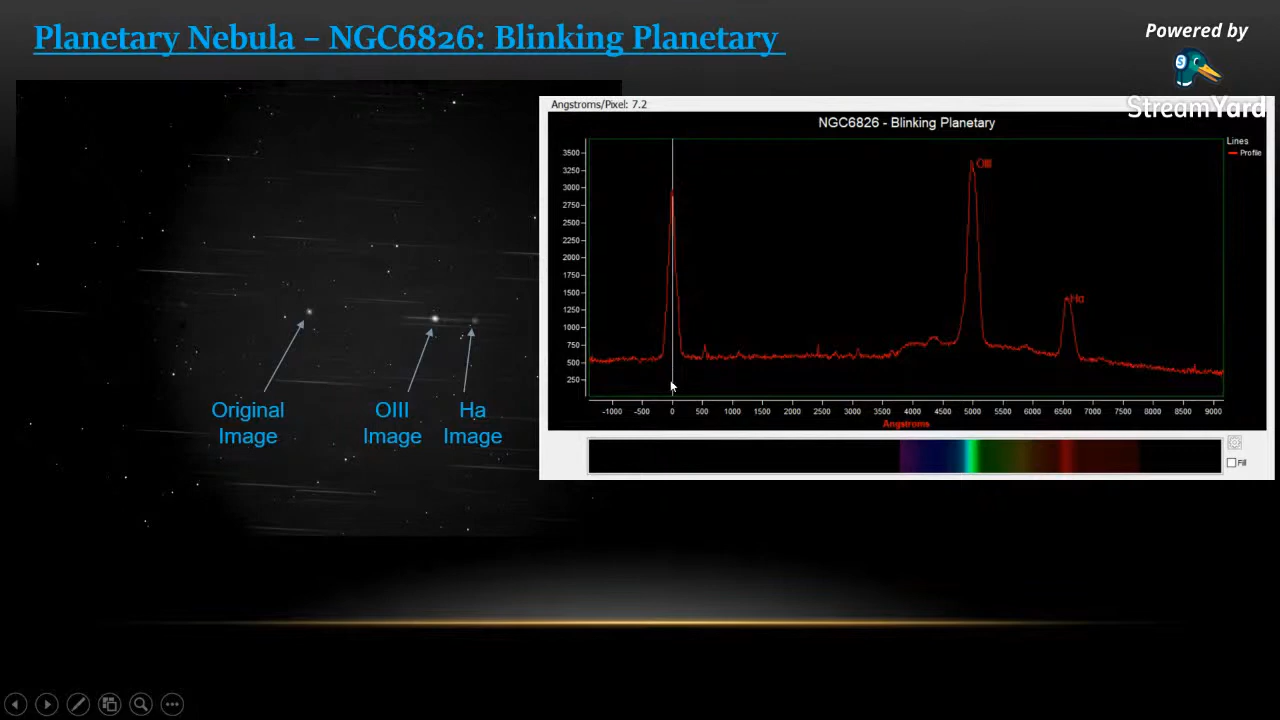 Planetary Nebula – NGC6826: Blinking Planetary
Powered by
S
StreamYard
Angstroms/Pixel: 7.2
NGC6826 - Blinking Planetary
Lines
Profile
OIII
Ha
3500
3250
3000
2750
2500
2250
2000
1750
1500
1250
1000
750
500
250
-1000 -500 0 500 1000 1500 2000 2500 3000 3500 4000 4500 5000 5500 6000 6500 7000 7500 8000 8500 9000
Angstroms
Fill
Original
Image
OIII
Image
Ha
Image